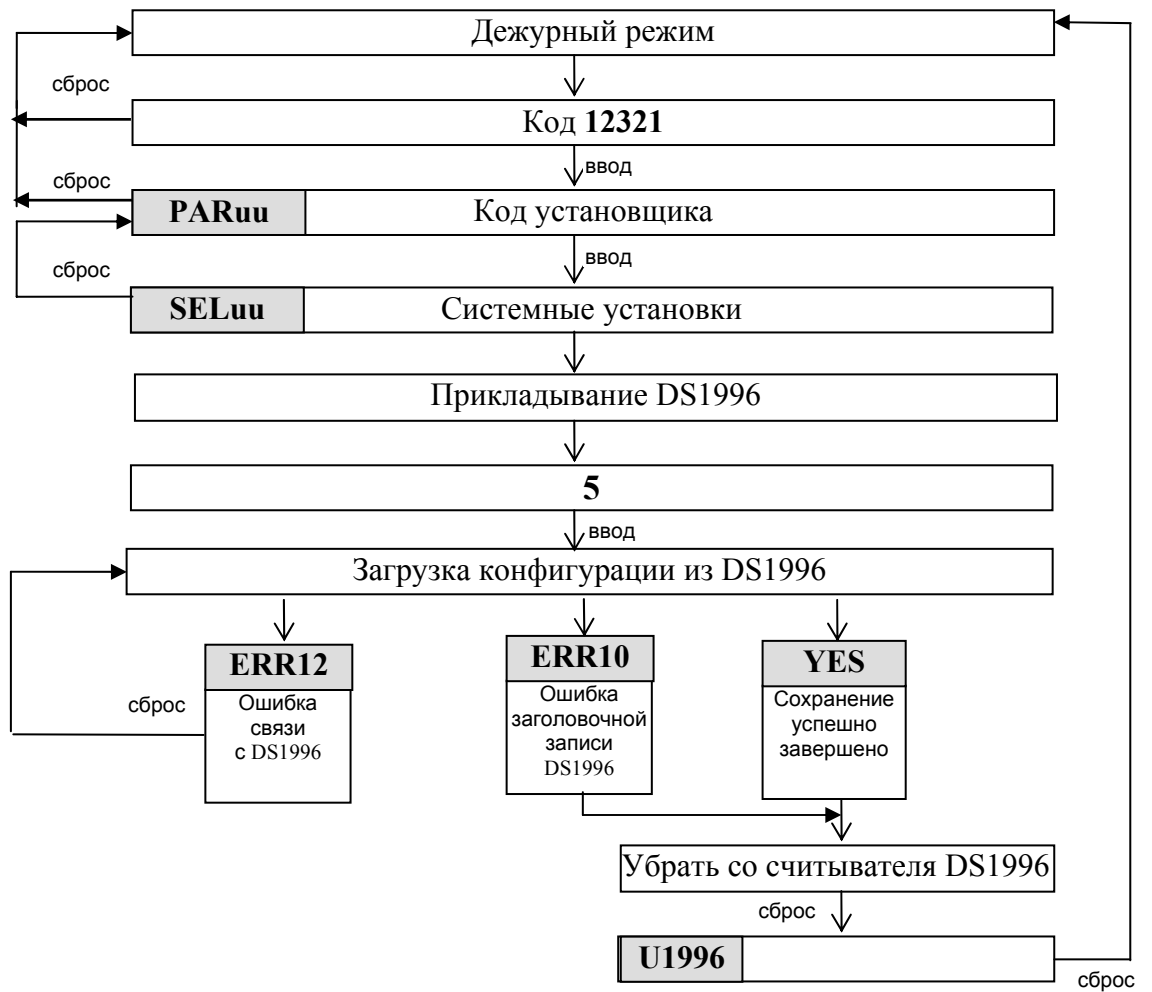 Дежурный режим
сброс
Код 12321
ввод
сброс
PARuu Код установщика
ввод
сброс
SELuu Системные установки
Прикладывание DS1996
5
ввод
Загрузка конфигурации из DS1996
сброс
ERR12
Ошибка
связи
с DS1996
ERR10
Ошибка
заголовочной
записи
DS1996
YES
Сохранение
успешно
завершено
Убрать со считывателя DS1996
сброс
U1996
сброс